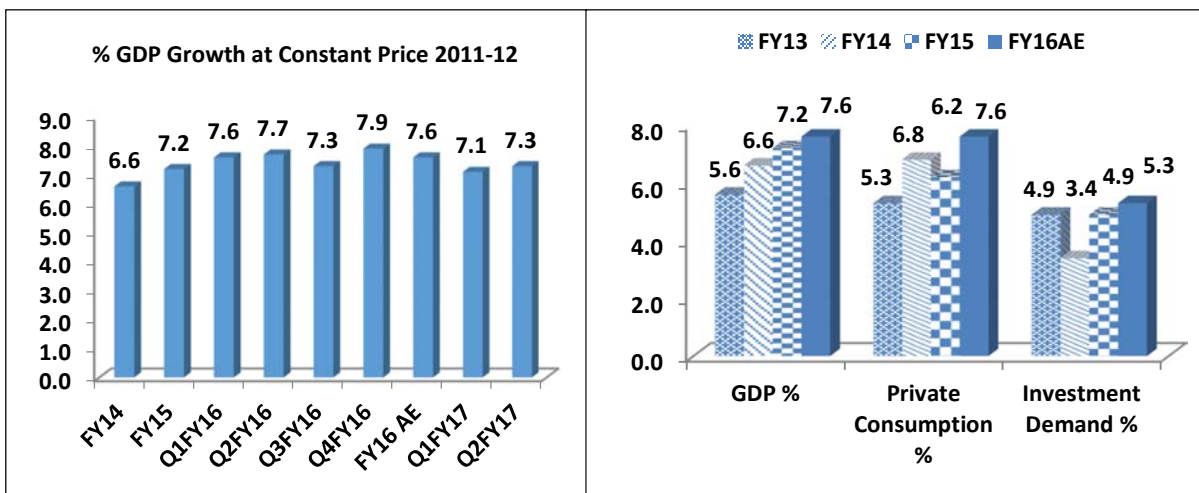 % GDP Growth at Constant Price 2011-12
9.0
8.0
7.0
6.0
5.0
4.0
3.0
2.0
1.0
0.0
6.6
7.2
7.6
7.7
7.3
7.9
7.6
7.1
7.3
FY14
FY15
Q1FY16
Q2FY16
Q3FY16
Q4FY16
FY16 AE
Q1FY17
Q2FY17
FY13 FY14 FY15 FY16AE
8.0
6.0
4.0
2.0
0.0
5.6
6.6
7.2
7.6
5.3
6.8
6.2
7.6
4.9
3.4
4.9
5.3
GDP %
Private
Consumption
%
Investment
Demand %